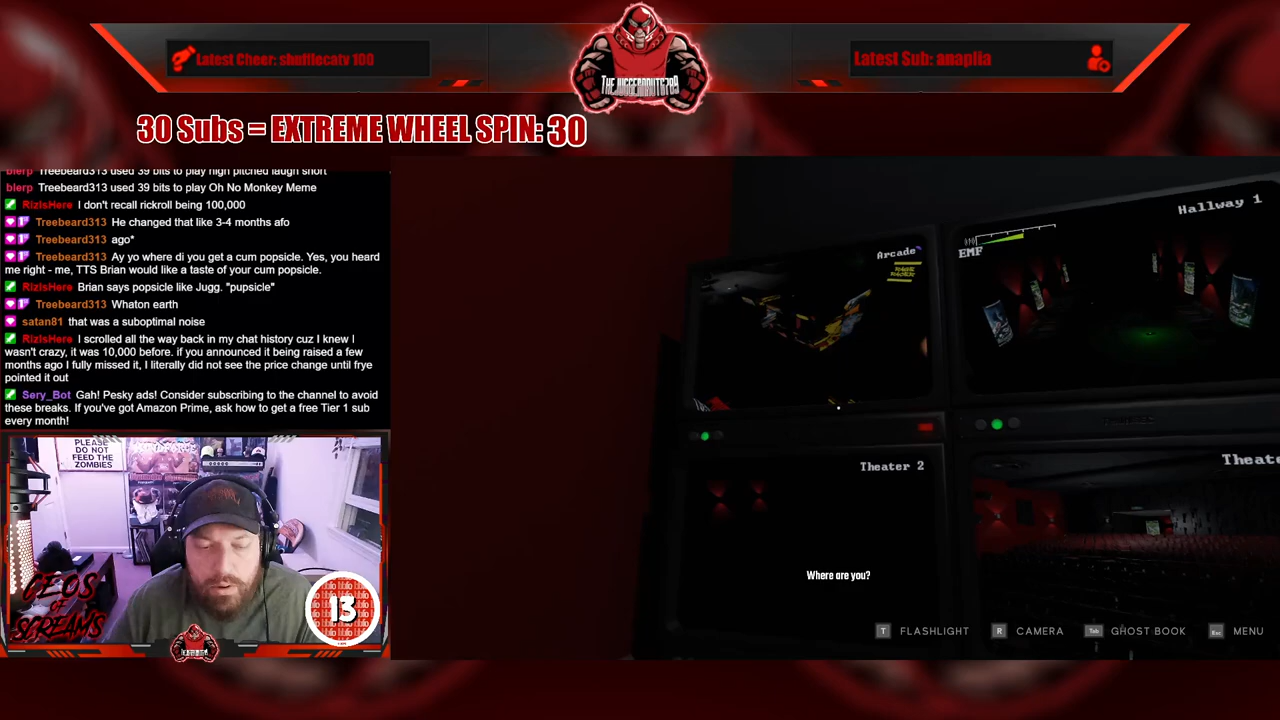 Latest Cheer: shufflecatv 100
THEJUGGERNAUT6789
Latest Sub: anaplia
30 Subs = EXTREME WHEEL SPIN: 30
blerp Treebeard313 used 39 bits to play high pitched laugh short
blerp Treebeard313 used 39 bits to play Oh No Monkey Meme
RizIsHere I don't recall rickroll being 100,000
Treebeard313 He changed that like 3-4 months afo
Treebeard313 ago*
Treebeard313 Ay yo where di you get a cum popsicle. Yes, you heard
me right - me, TTS Brian would like a taste of your cum popsicle.
RizIsHere Brian says popsicle like Jugg. "pupsicle"
Treebeard313 Whaton earth
satan81 that was a suboptimal noise
RizIsHere I scrolled all the way back in my chat history cuz I knew I
wasn't crazy, it was 10,000 before. if you announced it being raised a few
months ago I fully missed it, I literally did not see the price change until frye
pointed it out
Sery_Bot Gah! Pesky ads! Consider subscribing to the channel to avoid
these breaks. If you've got Amazon Prime, ask how to get a free Tier 1 sub
every month!
Arcade
Hallway 1
EMF
Theater 2
Theate
Where are you?
T FLASHLIGHT R CAMERA Tab GHOST BOOK Esc MENU
PLEASE
DO NOT
FEED THE
ZOMBIES
CEOS
OF
SCREAMS
13